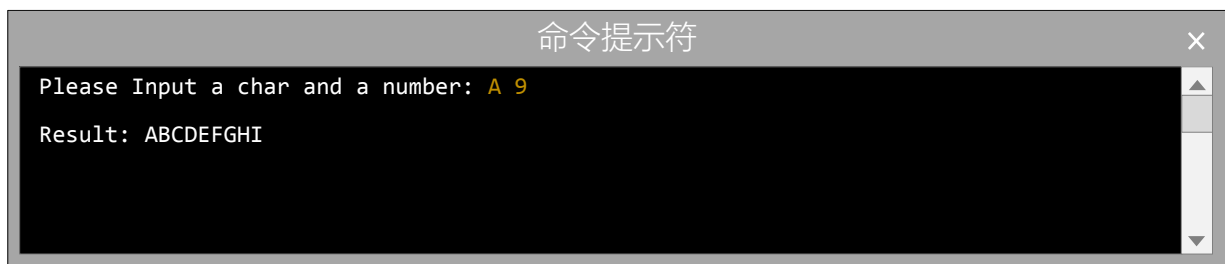 命令提示符
Please Input a char and a number: A 9
Result: ABCDEFGHI